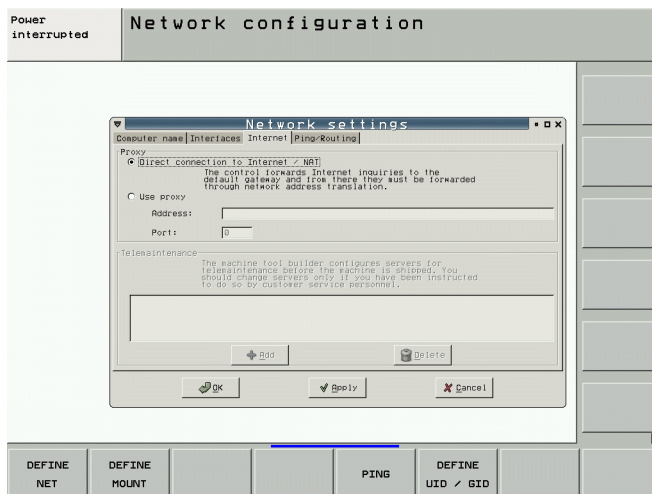 Power
interrupted
Network configuration
Network settings
Computer name Interfaces Internet Ping/Routing
Proxy
Direct connection to Internet / NAT
The control forwards Internet inquiries to the
default gateway and from there they must be forwarded
through network address translation.
Use proxy
Address:
Port: 0
Telemaintenance
The machine tool builder configures servers for
telemaintenance before the machine is shipped. You
should change servers only if you have been instructed
to do so by customer service personnel.
Add Delete
OK Apply Cancel
DEFINE
NET
DEFINE
MOUNT
PING
DEFINE
UID / GID